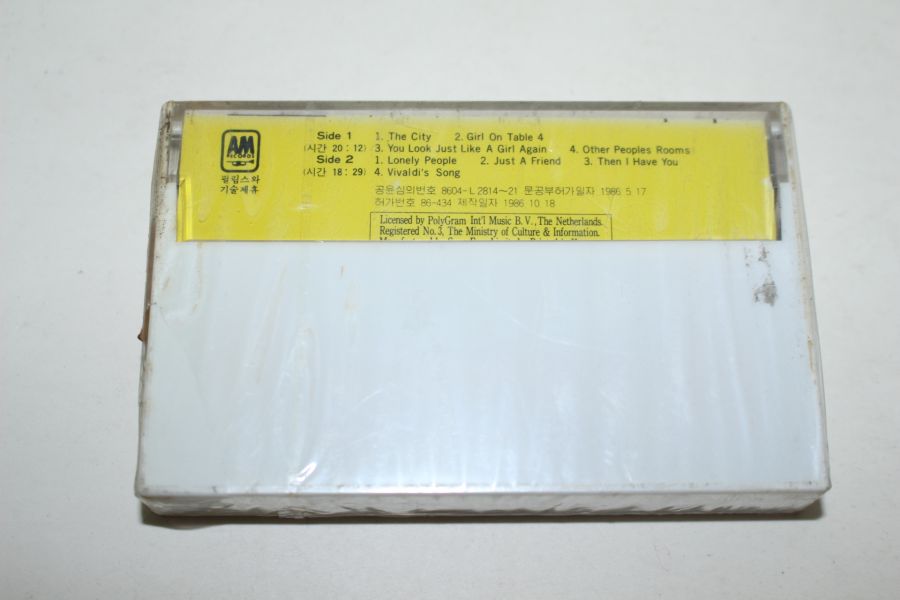 AM
RECORDS
필립스와
기술제휴
Side 1 1. The City 2. Girl On Table 4
(시간 20 : 12) 3. You Look Just Like A Girl Again 4. Other Peoples Rooms
Side 2 1. Lonely People 2. Just A Friend 3. Then I Have You
(시간 18 : 29) 4. Vivaldi's Song
공윤심의번호 8604-L 2814~21 문공부허가일자 1986. 5. 17
허가번호 86-434 제작일자 1986. 10. 18
Licensed by PolyGram Int'l Music B. V., The Netherlands.
Registered No. 3, The Ministry of Culture & Information.